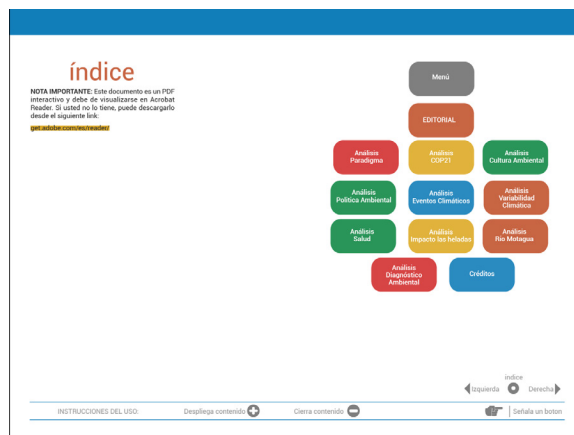 índice
NOTA IMPORTANTE: Este documento es un PDF
interactivo y debe de visualizarse en Acrobat
Reader. Si usted no lo tiene, puede descargarlo
desde el siguiente link:
get.adobe.com/es/reader/
Menú
EDITORIAL
Análisis
Paradigma
Análisis
COP21
Análisis
Cultura Ambiental
Análisis
Política Ambiental
Análisis
Eventos Climáticos
Análisis
Variabilidad
Climática
Análisis
Salud
Análisis
Impacto las heladas
Análisis
Río Motagua
Análisis
Diagnóstico
Ambiental
Créditos
índice
Izquierda
Derecha
INSTRUCCIONES DEL USO:
Despliega contenido
Cierra contenido
Señala un boton